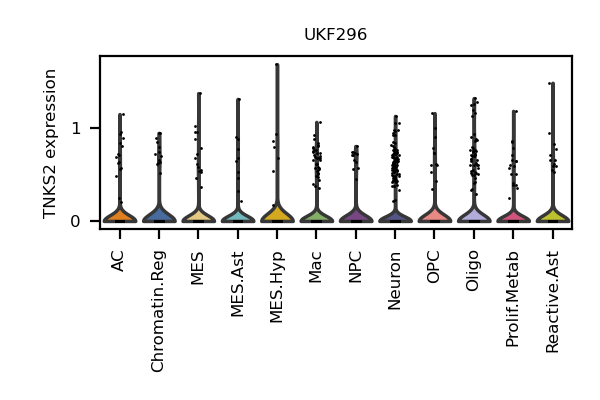 UKF296
TNKS2 expression
1
0
AC
Chromatin.Reg
MES
MES.Ast
MES.Hyp
Mac
NPC
Neuron
OPC
Oligo
Prolif.Metab
Reactive.Ast